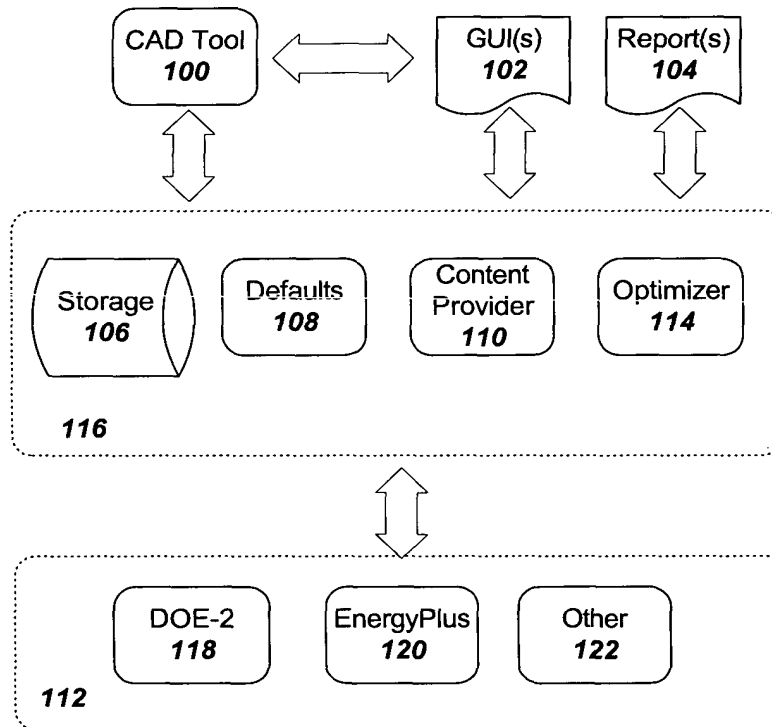 CAD Tool
100
GUI(s)
102
Report(s)
104
Storage
106
Defaults
108
Content
Provider
110
Optimizer
114
116
DOE-2
118
EnergyPlus
120
Other
122
112